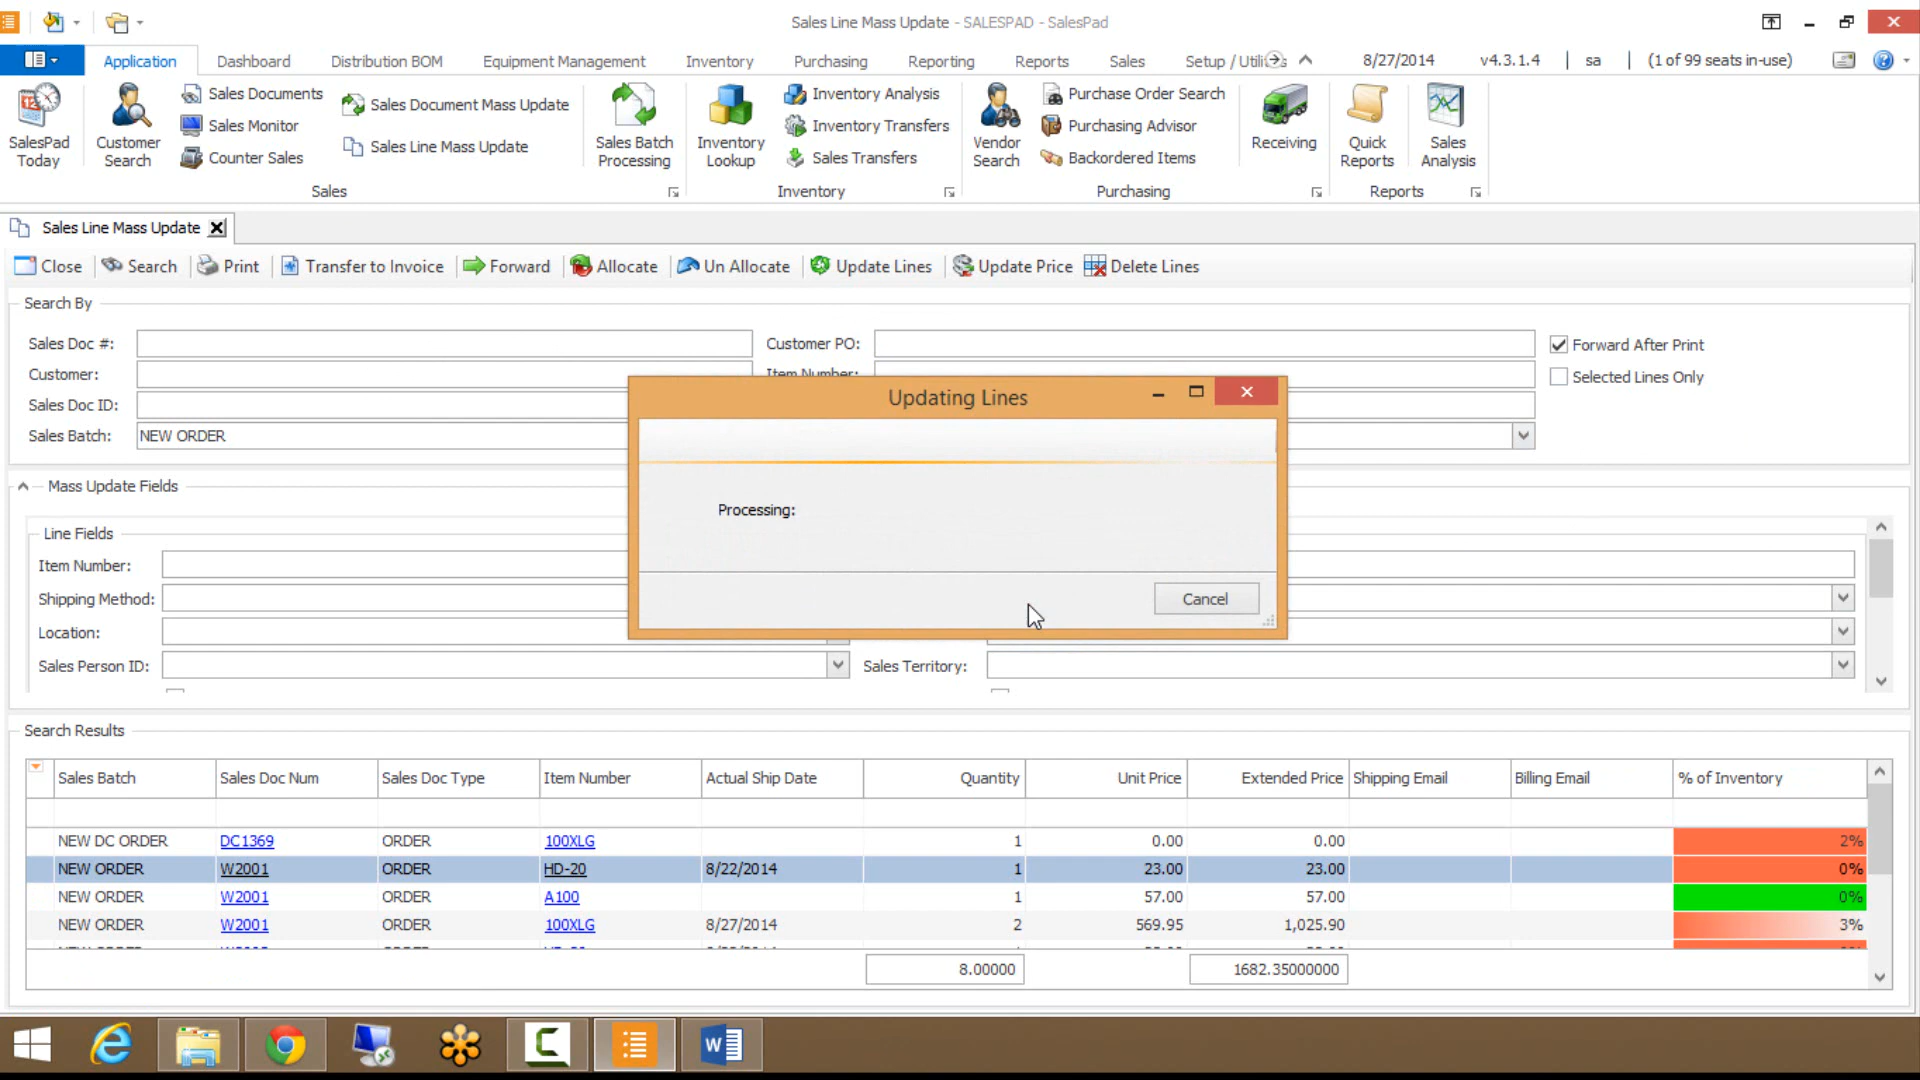 Sales Line Mass Update - SALESPAD - SalesPad
Application Dashboard Distribution BOM Equipment Management Inventory Purchasing Reporting Reports Sales Setup / Utili 8/27/2014 v4.3.1.4 | sa | (1 of 99 seats in-use)
SalesPad Today
Customer Search
Sales Documents
Sales Monitor
Counter Sales
Sales Document Mass Update
Sales Line Mass Update
Sales Batch Processing
Inventory Lookup
Inventory Analysis
Inventory Transfers
Sales Transfers
Vendor Search
Purchase Order Search
Purchasing Advisor
Backordered Items
Receiving
Quick Reports
Sales Analysis
Sales Inventory Purchasing Reports
Sales Line Mass Update
Close Search Print Transfer to Invoice Forward Allocate Un Allocate Update Lines Update Price Delete Lines
Search By
Sales Doc #: Customer PO: Forward After Print
Customer: Item Number: Selected Lines Only
Sales Doc ID:
Sales Batch: NEW ORDER
Updating Lines
Processing:
Cancel
Mass Update Fields
Line Fields
Item Number:
Shipping Method:
Location:
Sales Person ID: Sales Territory:
Search Results
Sales Batch Sales Doc Num Sales Doc Type Item Number Actual Ship Date Quantity Unit Price Extended Price Shipping Email Billing Email % of Inventory
NEW DC ORDER DC1369 ORDER 100XLG 1 0.00 0.00 2%
NEW ORDER W2001 ORDER HD-20 8/22/2014 1 23.00 23.00 0%
NEW ORDER W2001 ORDER A100 1 57.00 57.00 0%
NEW ORDER W2001 ORDER 100XLG 8/27/2014 2 569.95 1,025.90 3%
8.00000 1682.35000000